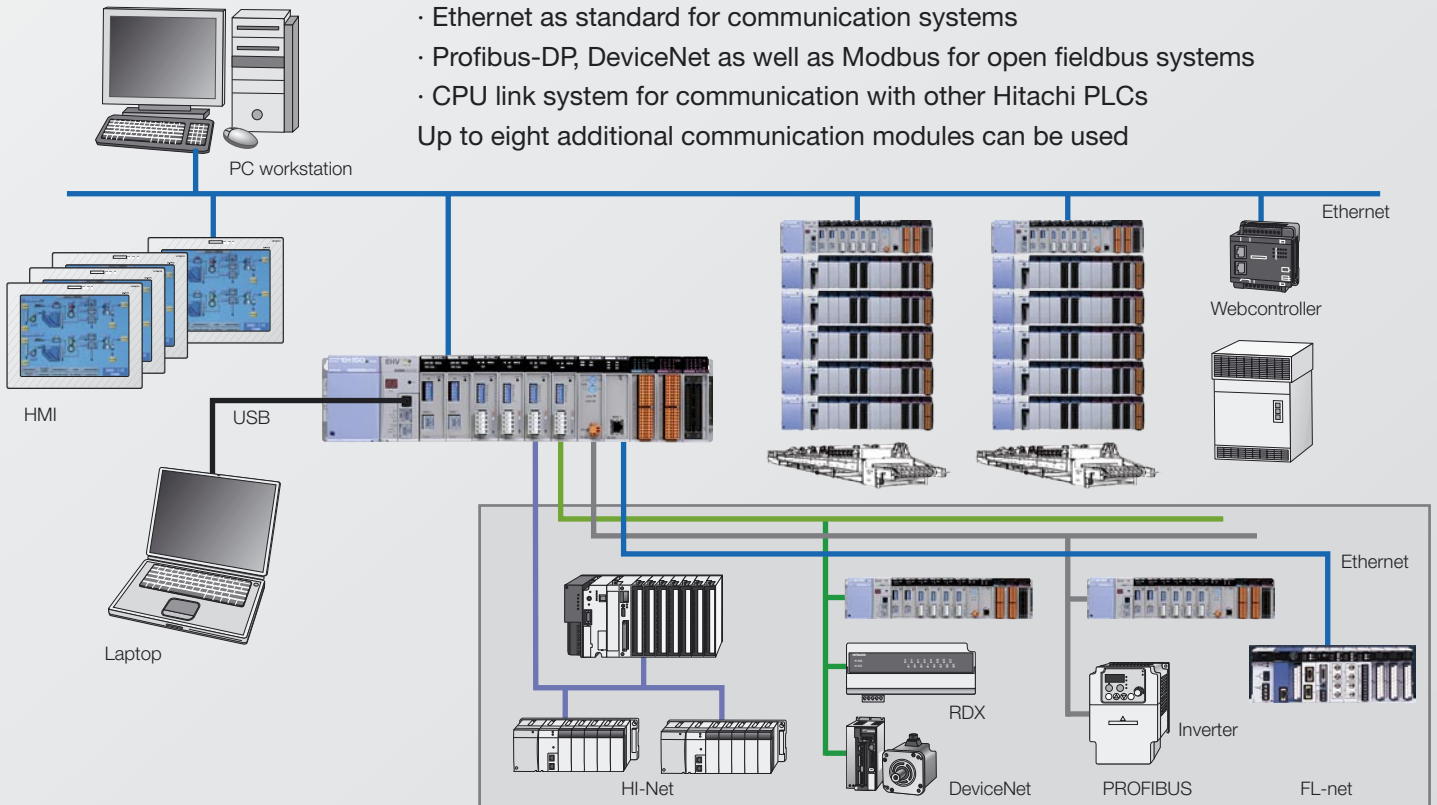 · Ethernet as standard for communication systems
· Profibus-DP, DeviceNet as well as Modbus for open fieldbus systems
· CPU link system for communication with other Hitachi PLCs
Up to eight additional communication modules can be used
PC workstation
Ethernet
Webcontroller
HMI
USB
EHV
Laptop
Ethernet
RDX
Inverter
HI-Net
DeviceNet
PROFIBUS
FL-net